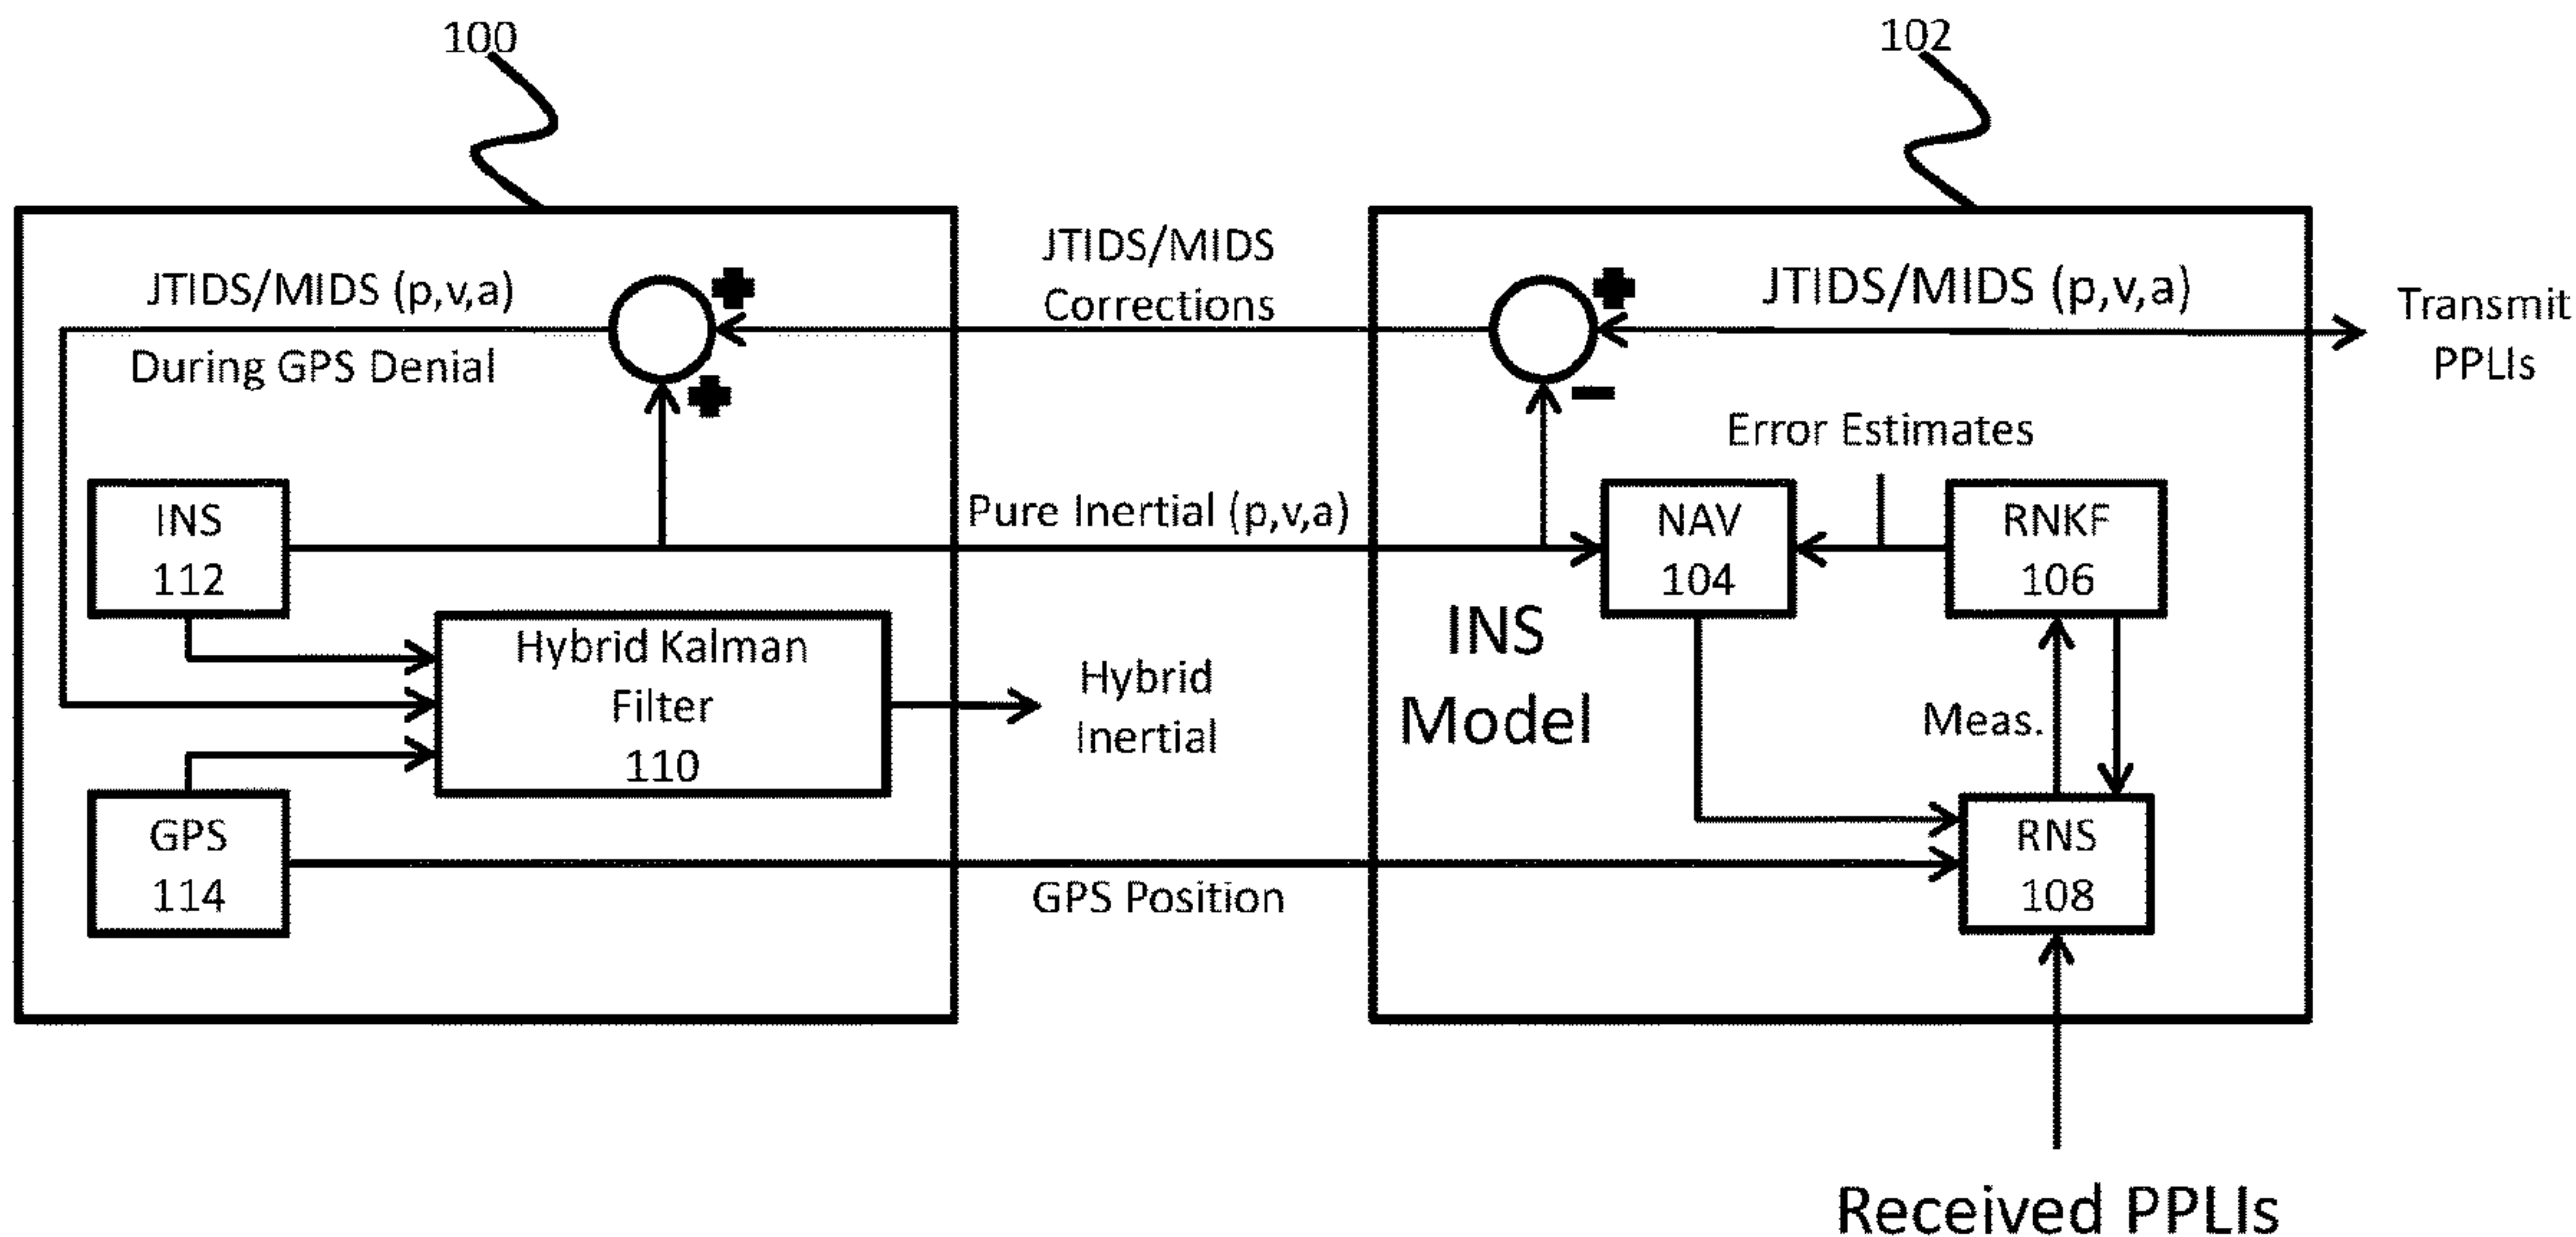 100
102
JTIDS/MIDS (p,v,a)
During GPS Denial
JTIDS/MIDS
Corrections
JTIDS/MIDS (p,v,a)
Transmit
PPLIs
Error Estimates
INS
112
Pure Inertial (p,v,a)
NAV
104
RNKF
106
Hybrid Kalman
Filter
110
Hybrid
Inertial
INS
Model
Meas.
GPS
114
GPS Position
RNS
108
Received PPLIs